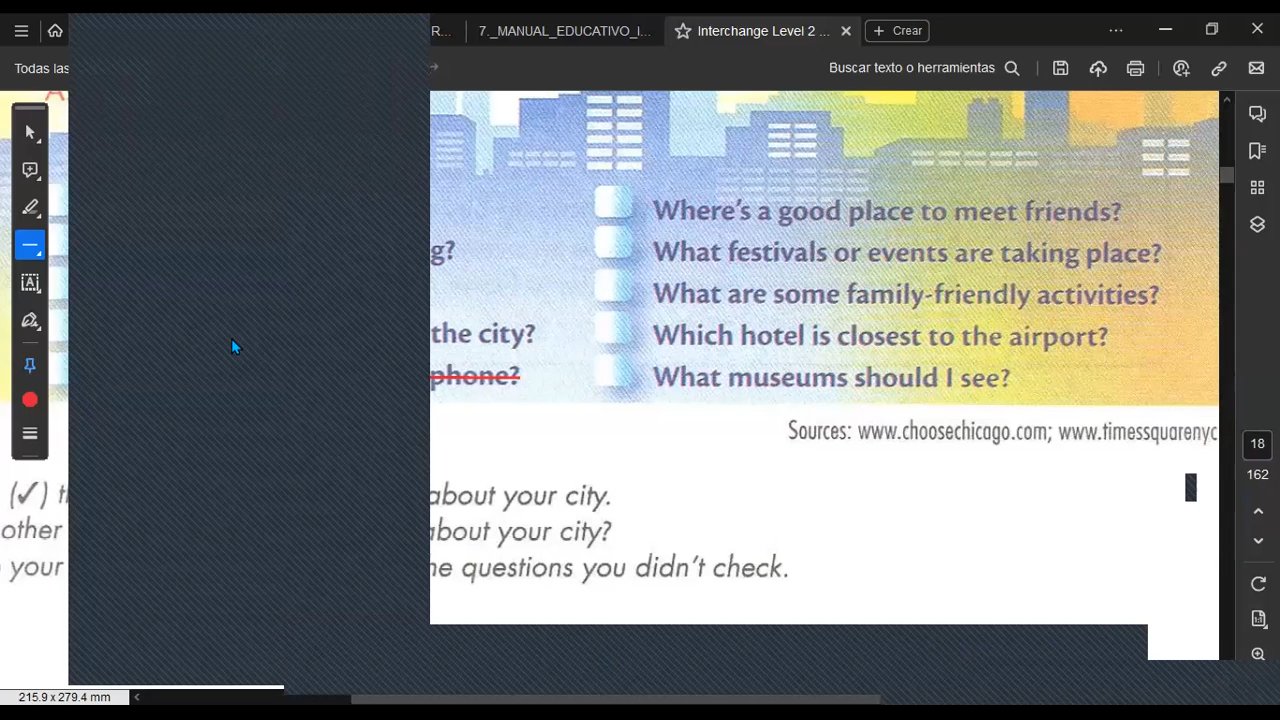 R...
7._MANUAL_EDUCATIVO_I...
Interchange Level 2 ...
Crear
Todas las
Buscar texto o herramientas
Where's a good place to meet friends?
g?
What festivals or events are taking place?
What are some family-friendly activities?
the city?
Which hotel is closest to the airport?
phone?
What museums should I see?
Sources: www.choosechicago.com; www.timessquarenyc
18
162
(✓) t
about your city.
other
about your city?
your
he questions you didn't check.
215.9 x 279.4 mm